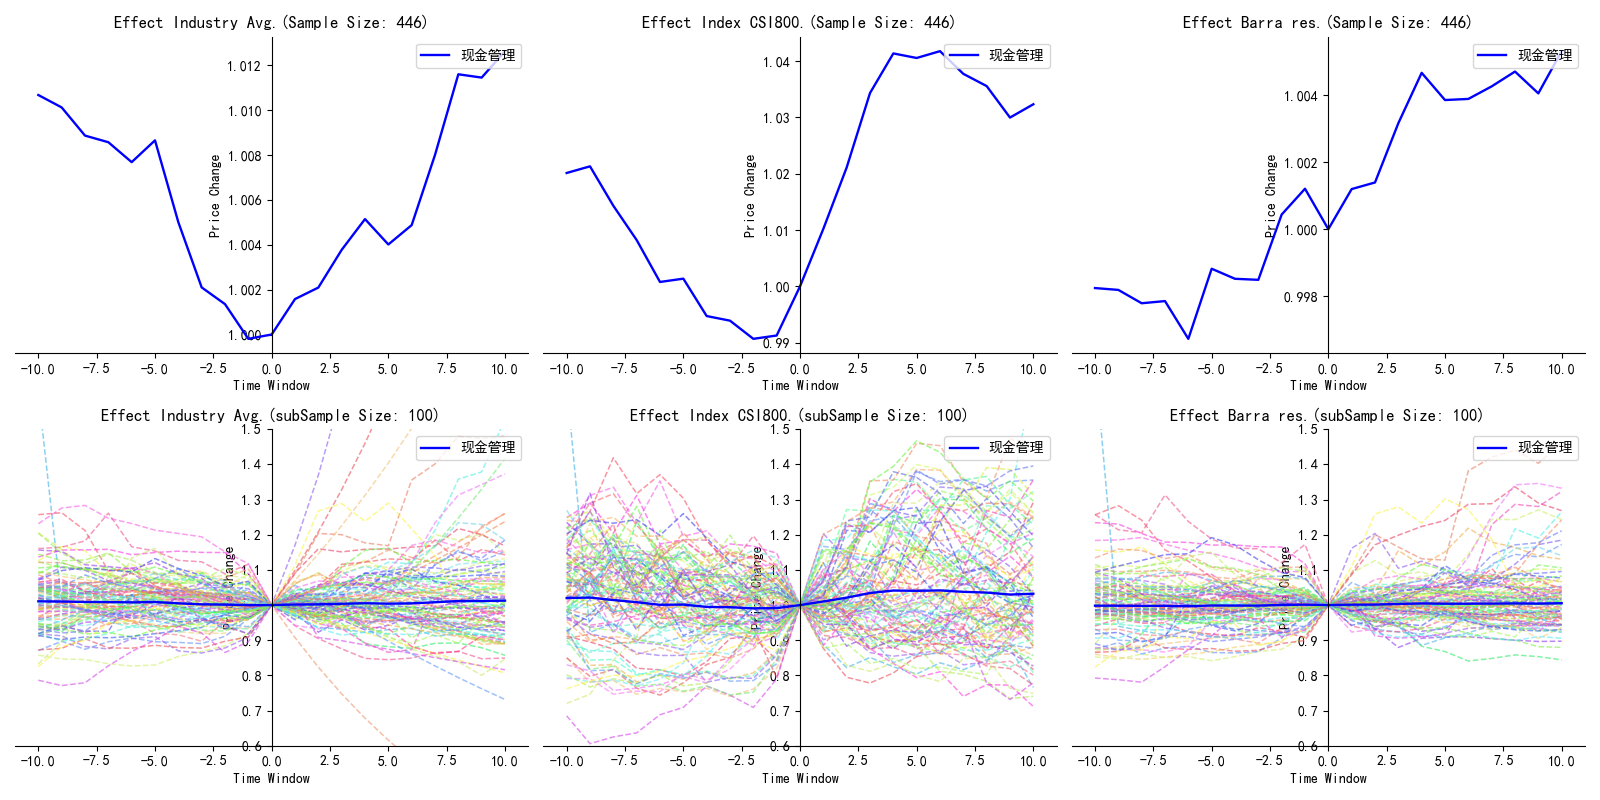 Effect Industry Avg.(Sample Size: 446)
现金管理
1.012
1.010
1.008
1.006
1.004
1.002
1.000
Price Change
-10.0 -7.5 -5.0 -2.5 0.0 2.5 5.0 7.5 10.0
Time Window
Effect Index CSI800.(Sample Size: 446)
现金管理
1.04
1.03
1.02
1.01
1.00
0.99
Price Change
-10.0 -7.5 -5.0 -2.5 0.0 2.5 5.0 7.5 10.0
Time Window
Effect Barra res.(Sample Size: 446)
现金管理
1.004
1.002
1.000
0.998
Price Change
-10.0 -7.5 -5.0 -2.5 0.0 2.5 5.0 7.5 10.0
Time Window
Effect Industry Avg.(subSample Size: 100)
现金管理
1.5
1.4
1.3
1.2
1.1
1.0
0.9
0.8
0.7
0.6
Price Change
-10.0 -7.5 -5.0 -2.5 0.0 2.5 5.0 7.5 10.0
Time Window
Effect Index CSI800.(subSample Size: 100)
现金管理
1.5
1.4
1.3
1.2
1.1
1.0
0.9
0.8
0.7
0.6
Price Change
-10.0 -7.5 -5.0 -2.5 0.0 2.5 5.0 7.5 10.0
Time Window
Effect Barra res.(subSample Size: 100)
现金管理
1.5
1.4
1.3
1.2
1.1
1.0
0.9
0.8
0.7
0.6
Price Change
-10.0 -7.5 -5.0 -2.5 0.0 2.5 5.0 7.5 10.0
Time Window